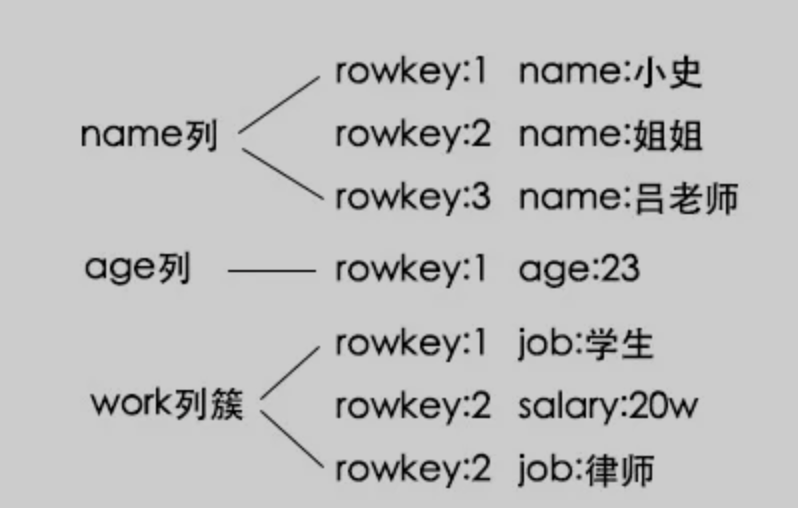 rowkey:1 name:小史
name列 rowkey:2 name:姐姐
rowkey:3 name:吕老师
age列 rowkey:1 age:23
rowkey:1 job:学生
work列簇 rowkey:2 salary:20w
rowkey:2 job:律师